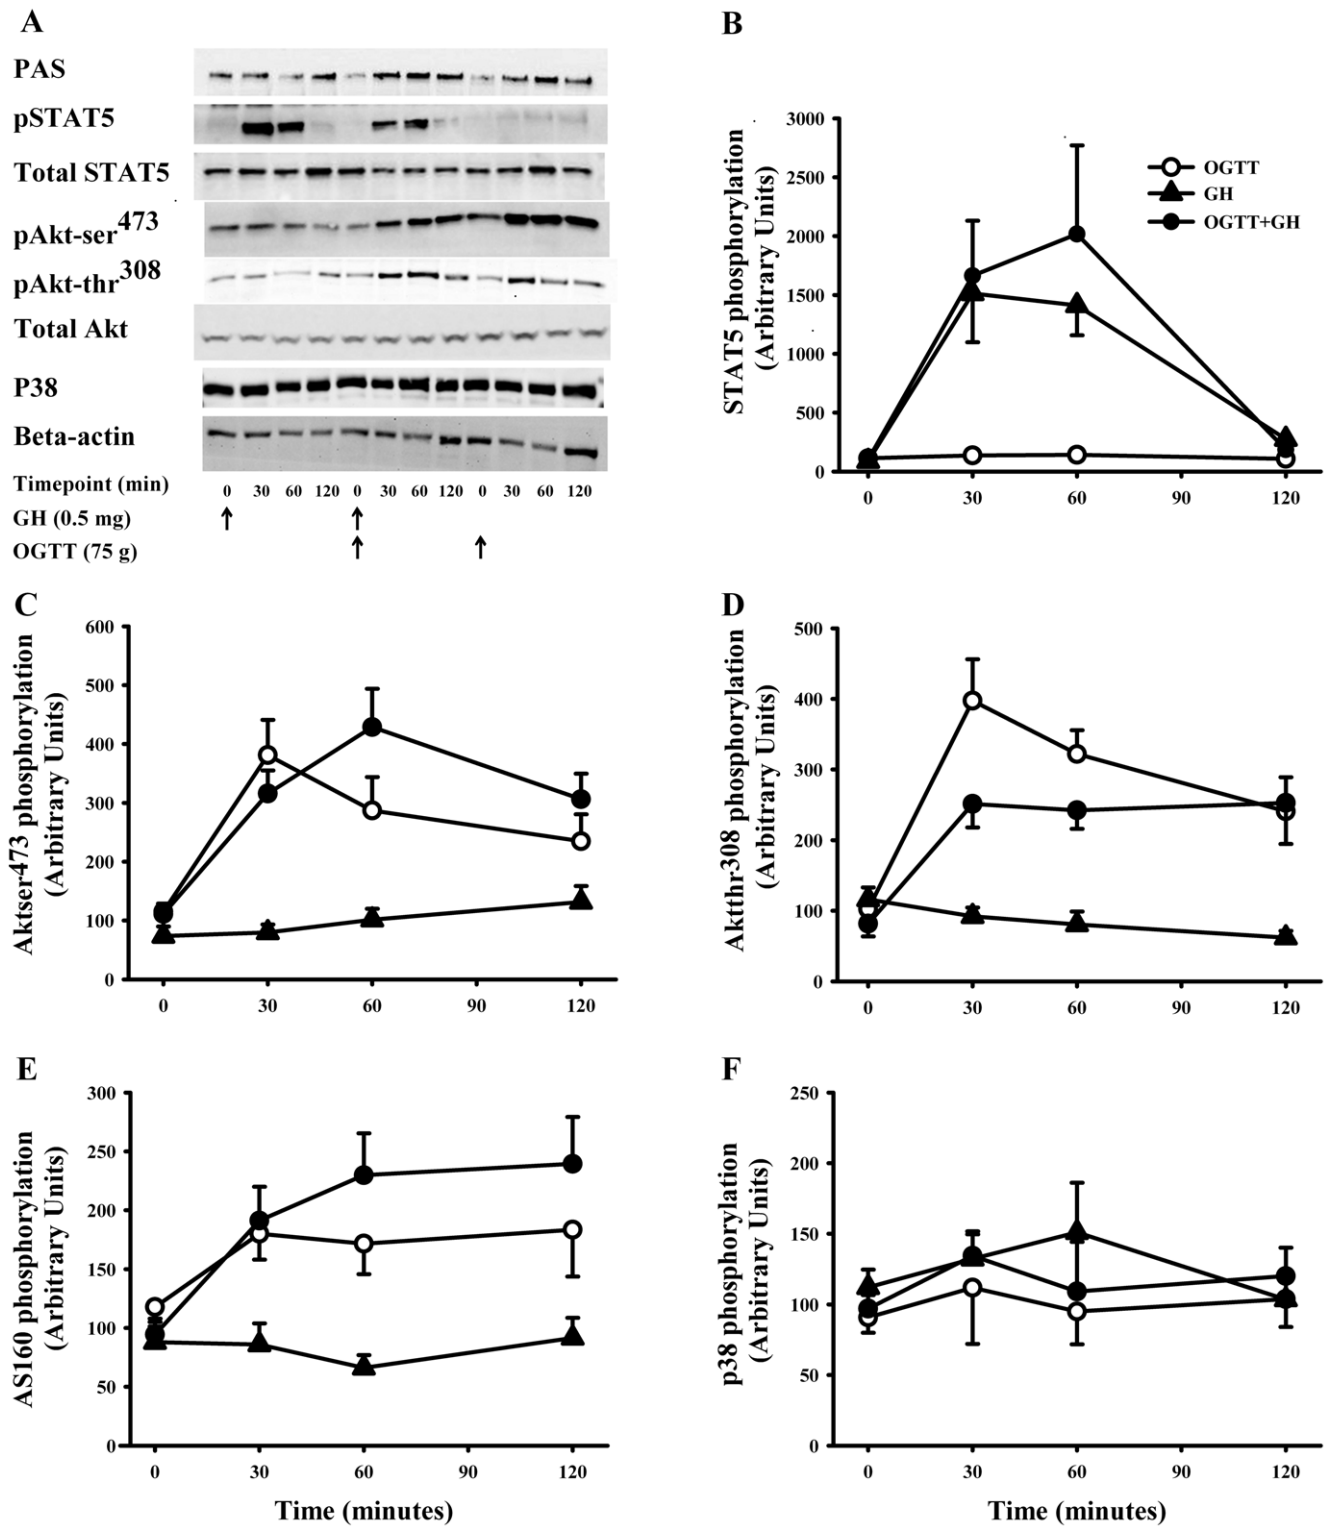 A
PAS
pSTAT5
Total STAT5
pAkt-ser473
pAkt-thr308
Total Akt
P38
Beta-actin
Timepoint (min) 0 30 60 120 0 30 60 120 0 30 60 120
GH (0.5 mg)
OGTT (75 g)
B
STAT5 phosphorylation
(Arbitrary Units)
3000
2500
2000
1500
1000
500
0
0 30 60 90 120
OGTT
GH
OGTT+GH
C
Aktser473 phosphorylation
(Arbitrary Units)
600
500
400
300
200
100
0
0 30 60 90 120
D
Aktthr308 phosphorylation
(Arbitrary Units)
500
400
300
200
100
0
0 30 60 90 120
E
AS160 phosphorylation
(Arbitrary Units)
300
250
200
150
100
50
0
0 30 60 90 120
Time (minutes)
F
p38 phosphorylation
(Arbitrary Units)
250
200
150
100
50
0
0 30 60 90 120
Time (minutes)